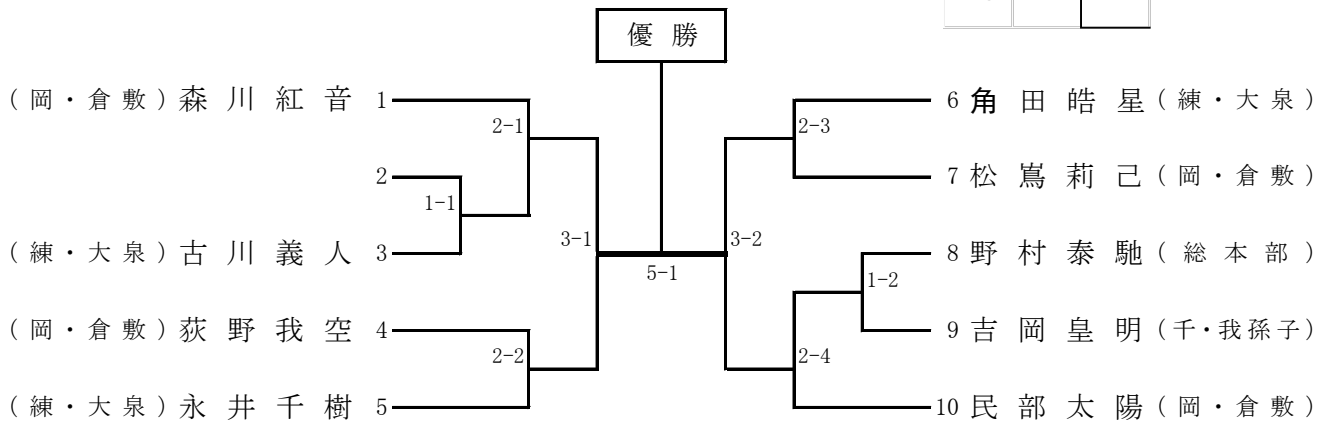 優勝
(岡・倉敷) 森川紅音 1
2-1
2
1-1
(練・大泉) 古川義人 3
3-1
(岡・倉敷) 荻野我空 4
2-2
(練・大泉) 永井千樹 5
5-1
6 角田皓星 (練・大泉)
2-3
7 松嶌莉己 (岡・倉敷)
3-2
8 野村泰馳 (総本部)
1-2
9 吉岡皇明 (千・我孫子)
2-4
10 民部太陽 (岡・倉敷)